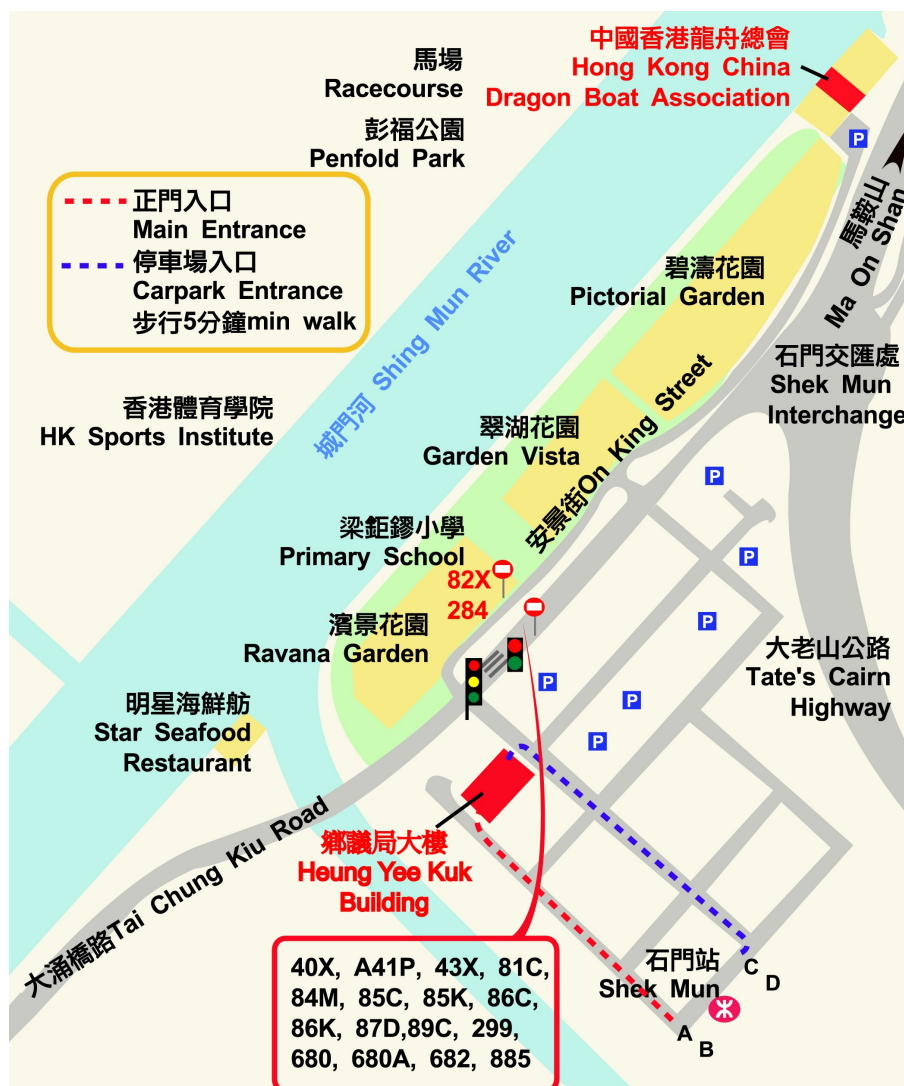 中國香港龍舟總會
Hong Kong China
Dragon Boat Association
馬場
Racecourse
彭福公園
Penfold Park
P
正門入口
Main Entrance
停車場入口
Carpark Entrance
步行5分鐘min walk
馬鞍山
Ma On Shan
城門河 Shing Mun River
碧濤花園
Pictorial Garden
石門交匯處
Shek Mun
Interchange
香港體育學院
HK Sports Institute
翠湖花園
Garden Vista
安景街On King Street
P
梁鉅鏐小學
Primary School
82X
284
P
濱景花園
Ravana Garden
P
大老山公路
Tate's Cairn
Highway
P
P
P
明星海鮮舫
Star Seafood
Restaurant
鄉議局大樓
Heung Yee Kuk
Building
大涌橋路Tai Chung Kiu Road
石門站
Shek Mun
C
D
A
B
40X, A41P, 43X, 81C,
84M, 85C, 85K, 86C,
86K, 87D,89C, 299,
680, 680A, 682, 885